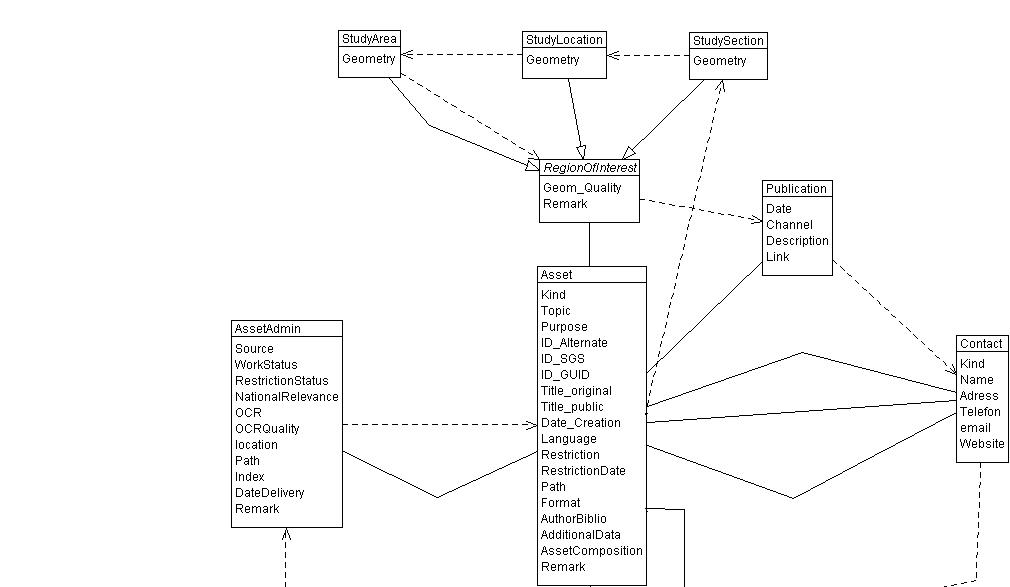 StudyArea
Geometry
StudyLocation
Geometry
StudySection
Geometry
RegionOfInterest
Geom_Quality
Remark
Publication
Date
Channel
Description
Link
Asset
Kind
Topic
Purpose
ID_Alternate
ID_SGS
ID_GUID
Title_original
Title_public
Date_Creation
Language
Restriction
RestrictionDate
Path
Format
AuthorBiblio
AdditionalData
AssetComposition
Remark
AssetAdmin
Source
WorkStatus
RestrictionStatus
NationalRelevance
OCR
OCRQuality
location
Path
Index
DateDelivery
Remark
Contact
Kind
Name
Adress
Telefon
email
Website